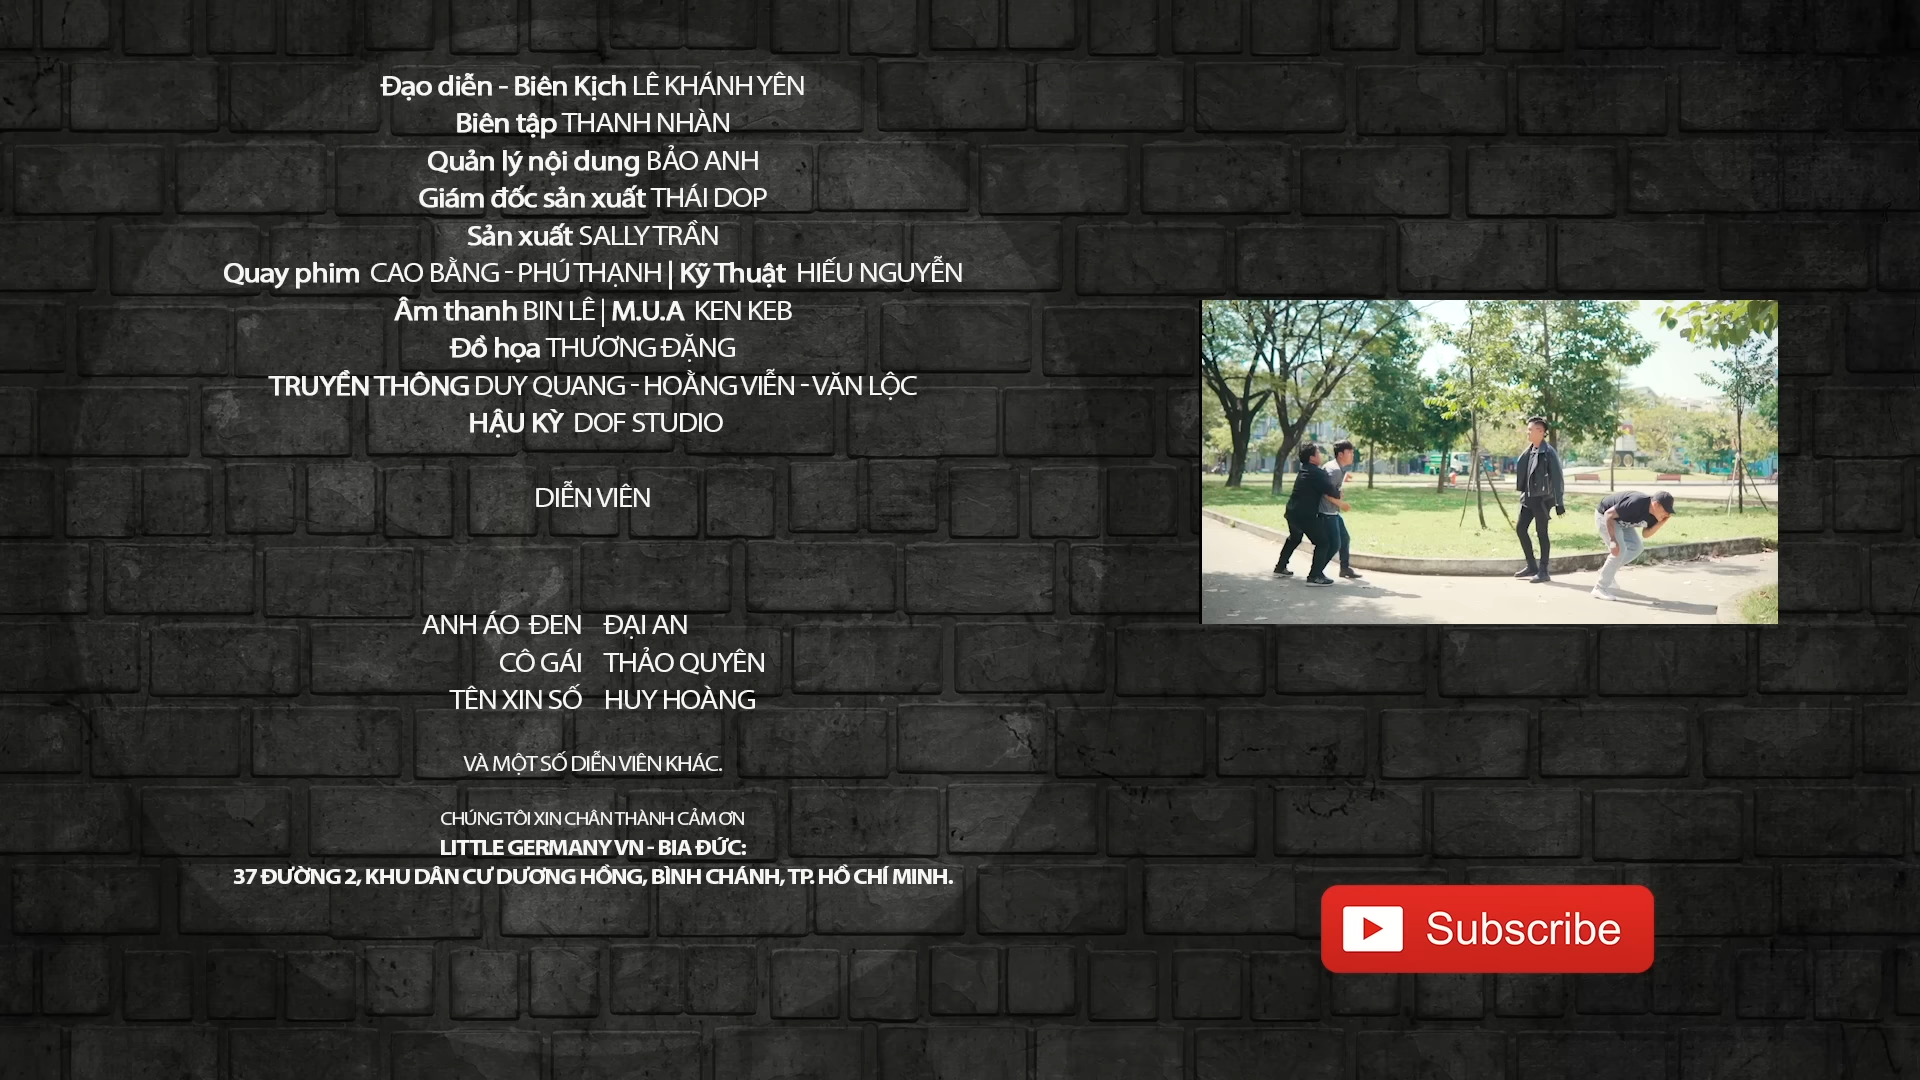 Đạo diễn - Biên Kịch LÊ KHÁNH YÊN
Biên tập THANH NHÀN
Quản lý nội dung BẢO ANH
Giám đốc sản xuất THÁI DOP
Sản xuất SALLY TRẦN
Quay phim CAO BẰNG - PHÚ THẠNH | Kỹ Thuật HIẾU NGUYỄN
Âm thanh BIN LÊ | M.U.A KEN KEB
Đồ họa THƯƠNG ĐẶNG
TRUYỀN THÔNG DUY QUANG - HOẰNG VIỄN - VĂN LỘC
HẬU KỲ DOF STUDIO
DIỄN VIÊN
ANH ÁO ĐEN ĐẠI AN
CÔ GÁI THẢO QUYÊN
TÊN XIN SỐ HUY HOÀNG
VÀ MỘT SỐ DIỄN VIÊN KHÁC.
CHÚNG TÔI XIN CHÂN THÀNH CẢM ƠN
LITTLE GERMANY VN - BIA ĐỨC:
37 ĐƯỜNG 2, KHU DÂN CƯ DƯƠNG HỒNG, BÌNH CHÁNH, TP. HỒ CHÍ MINH.
Subscribe